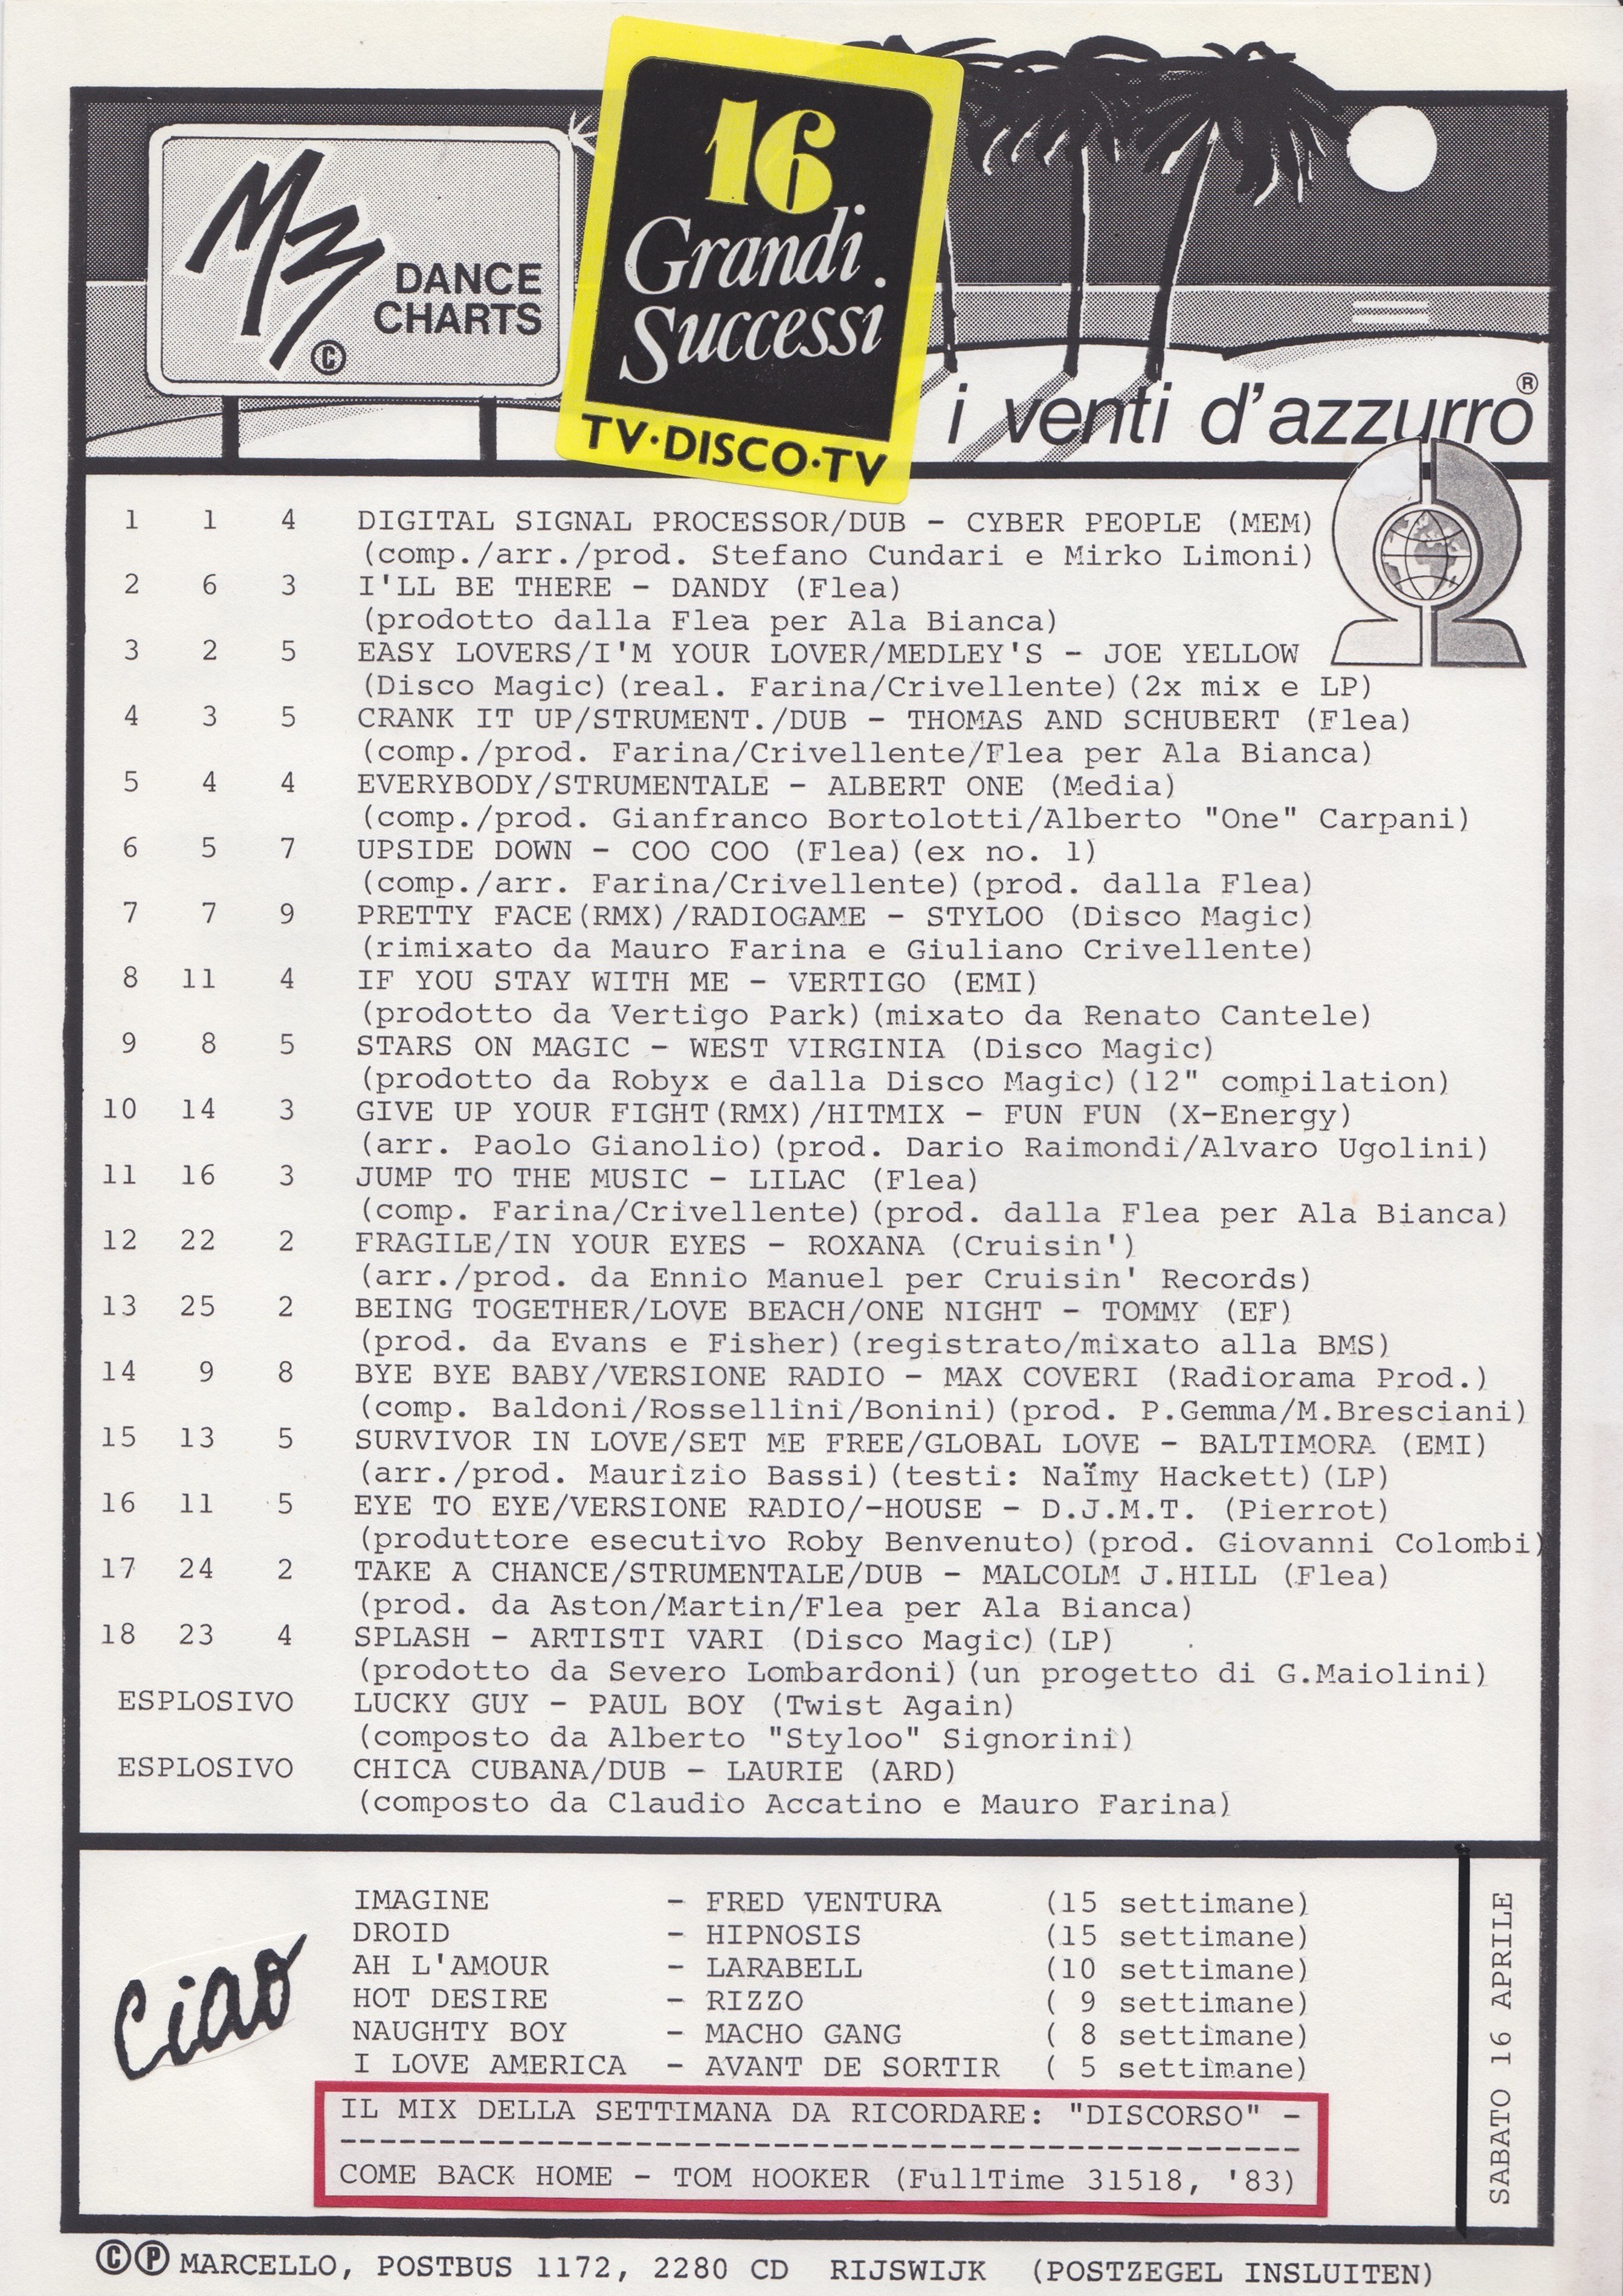 16
Grandi
Successi
TV·DISCO·TV
M3
DANCE
CHARTS
©
i venti d'azzurro®
1 1 4 DIGITAL SIGNAL PROCESSOR/DUB - CYBER PEOPLE (MEM)
(comp./arr./prod. Stefano Cundari e Mirko Limoni)
2 6 3 I'LL BE THERE - DANDY (Flea)
(prodotto dalla Flea per Ala Bianca)
3 2 5 EASY LOVERS/I'M YOUR LOVER/MEDLEY'S - JOE YELLOW
(Disco Magic)(real. Farina/Crivellente)(2x mix e LP)
4 3 5 CRANK IT UP/STRUMENT./DUB - THOMAS AND SCHUBERT (Flea)
(comp./prod. Farina/Crivellente/Flea per Ala Bianca)
5 4 4 EVERYBODY/STRUMENTALE - ALBERT ONE (Media)
(comp./prod. Gianfranco Bortolotti/Alberto "One" Carpani)
6 5 7 UPSIDE DOWN - COO COO (Flea)(ex no. 1)
(comp./arr. Farina/Crivellente)(prod. dalla Flea)
7 7 9 PRETTY FACE(RMX)/RADIOGAME - STYLOO (Disco Magic)
(rimixato da Mauro Farina e Giuliano Crivellente)
8 11 4 IF YOU STAY WITH ME - VERTIGO (EMI)
(prodotto da Vertigo Park)(mixato da Renato Cantele)
9 8 5 STARS ON MAGIC - WEST VIRGINIA (Disco Magic)
(prodotto da Robyx e dalla Disco Magic)(12" compilation)
10 14 3 GIVE UP YOUR FIGHT(RMX)/HITMIX - FUN FUN (X-Energy)
(arr. Paolo Gianolio)(prod. Dario Raimondi/Alvaro Ugolini)
11 16 3 JUMP TO THE MUSIC - LILAC (Flea)
(comp. Farina/Crivellente)(prod. dalla Flea per Ala Bianca)
12 22 2 FRAGILE/IN YOUR EYES - ROXANA (Cruisin')
(arr./prod. da Ennio Manuel per Cruisin' Records)
13 25 2 BEING TOGETHER/LOVE BEACH/ONE NIGHT - TOMMY (EF)
(prod. da Evans e Fisher)(registrato/mixato alla BMS)
14 9 8 BYE BYE BABY/VERSIONE RADIO - MAX COVERI (Radiorama Prod.)
(comp. Baldoni/Rossellini/Bonini)(prod. P.Gemma/M.Bresciani)
15 13 5 SURVIVOR IN LOVE/SET ME FREE/GLOBAL LOVE - BALTIMORA (EMI)
(arr./prod. Maurizio Bassi)(testi: Naïmy Hackett)(LP)
16 11 5 EYE TO EYE/VERSIONE RADIO/-HOUSE - D.J.M.T. (Pierrot)
(produttore esecutivo Roby Benvenuto)(prod. Giovanni Colombi)
17 24 2 TAKE A CHANCE/STRUMENTALE/DUB - MALCOLM J.HILL (Flea)
(prod. da Aston/Martin/Flea per Ala Bianca)
18 23 4 SPLASH - ARTISTI VARI (Disco Magic)(LP)
(prodotto da Severo Lombardoni)(un progetto di G.Maiolini)
ESPLOSIVO LUCKY GUY - PAUL BOY (Twist Again)
(composto da Alberto "Styloo" Signorini)
ESPLOSIVO CHICA CUBANA/DUB - LAURIE (ARD)
(composto da Claudio Accatino e Mauro Farina)
Ciao
IMAGINE - FRED VENTURA (15 settimane)
DROID - HIPNOSIS (15 settimane)
AH L'AMOUR - LARABELL (10 settimane)
HOT DESIRE - RIZZO ( 9 settimane)
NAUGHTY BOY - MACHO GANG ( 8 settimane)
I LOVE AMERICA - AVANT DE SORTIR ( 5 settimane)
IL MIX DELLA SETTIMANA DA RICORDARE: "DISCORSO" -
-------------------------------------------------
COME BACK HOME - TOM HOOKER (FullTime 31518, '83)
SABATO 16 APRILE
©℗ MARCELLO, POSTBUS 1172, 2280 CD RIJSWIJK (POSTZEGEL INSLUITEN)